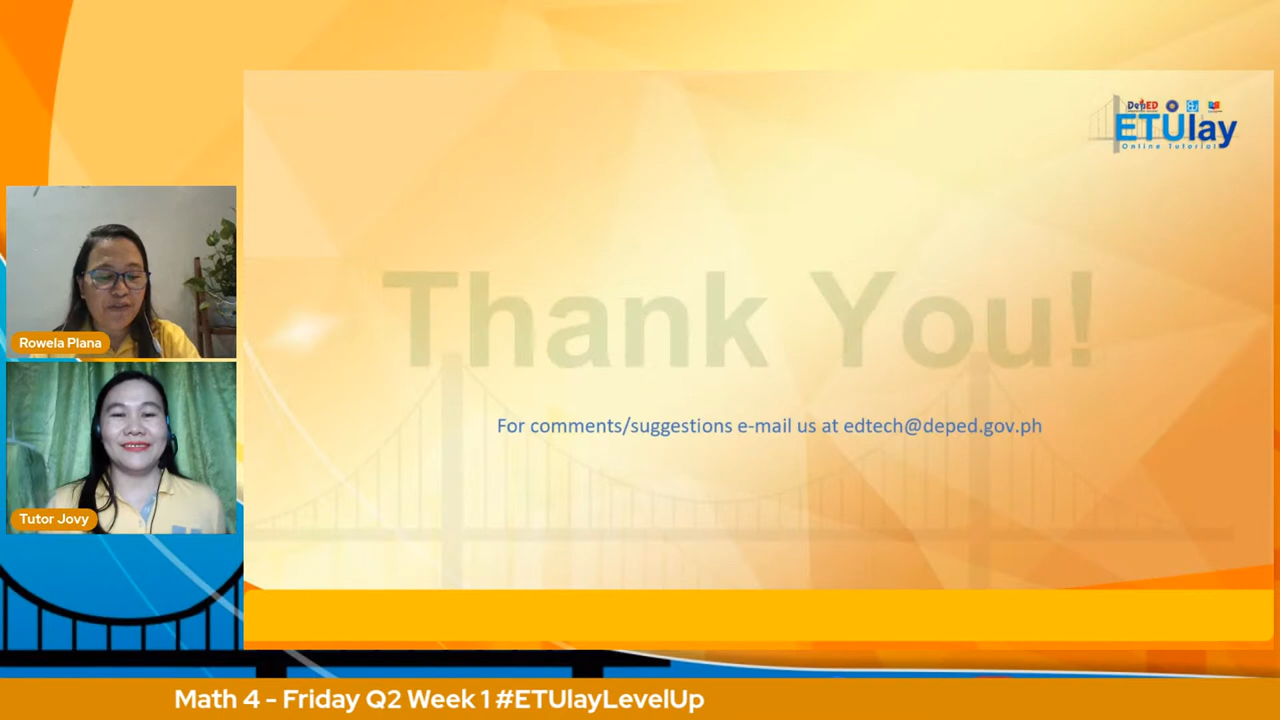 DepED
ETUlay
Online Tutorial
Thank You!
For comments/suggestions e-mail us at edtech@deped.gov.ph
Rowela Plana
Tutor Jovy
Math 4 - Friday Q2 Week 1 #ETUlayLevelUp